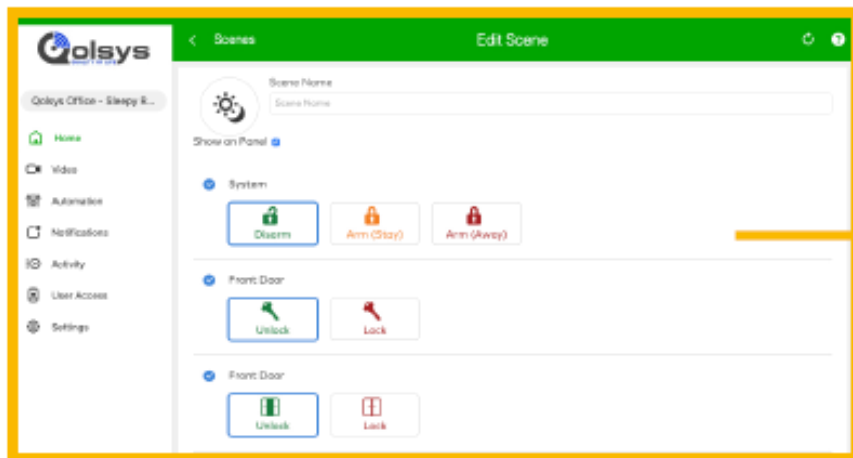 Qolsys
Scenes
Edit Scene
Scene Name
Scene Name
Qolsys Office - Sleepy R...
Show on Panel
Home
Video
Automation
Notifications
Activity
User Access
Settings
System
Disarm
Arm (Stay)
Arm (Away)
Front Door
Unlock
Lock
Front Door
Unlock
Lock